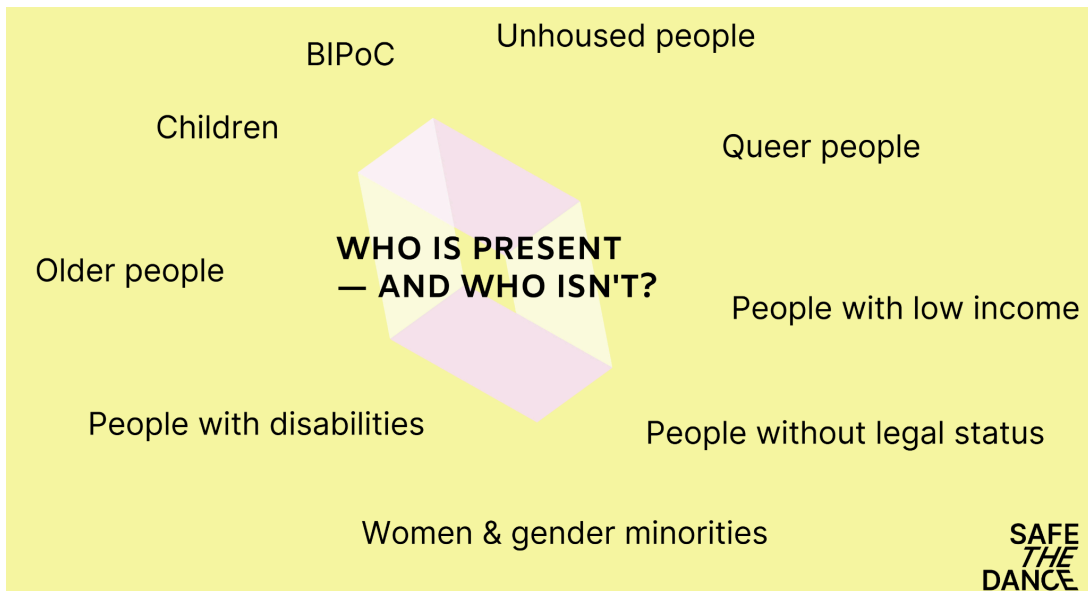 Unhoused people
BIPoC
Children
Queer people
WHO IS PRESENT
— AND WHO ISN'T?
Older people
People with low income
People with disabilities
People without legal status
Women & gender minorities
SAFE
THE
DANCE